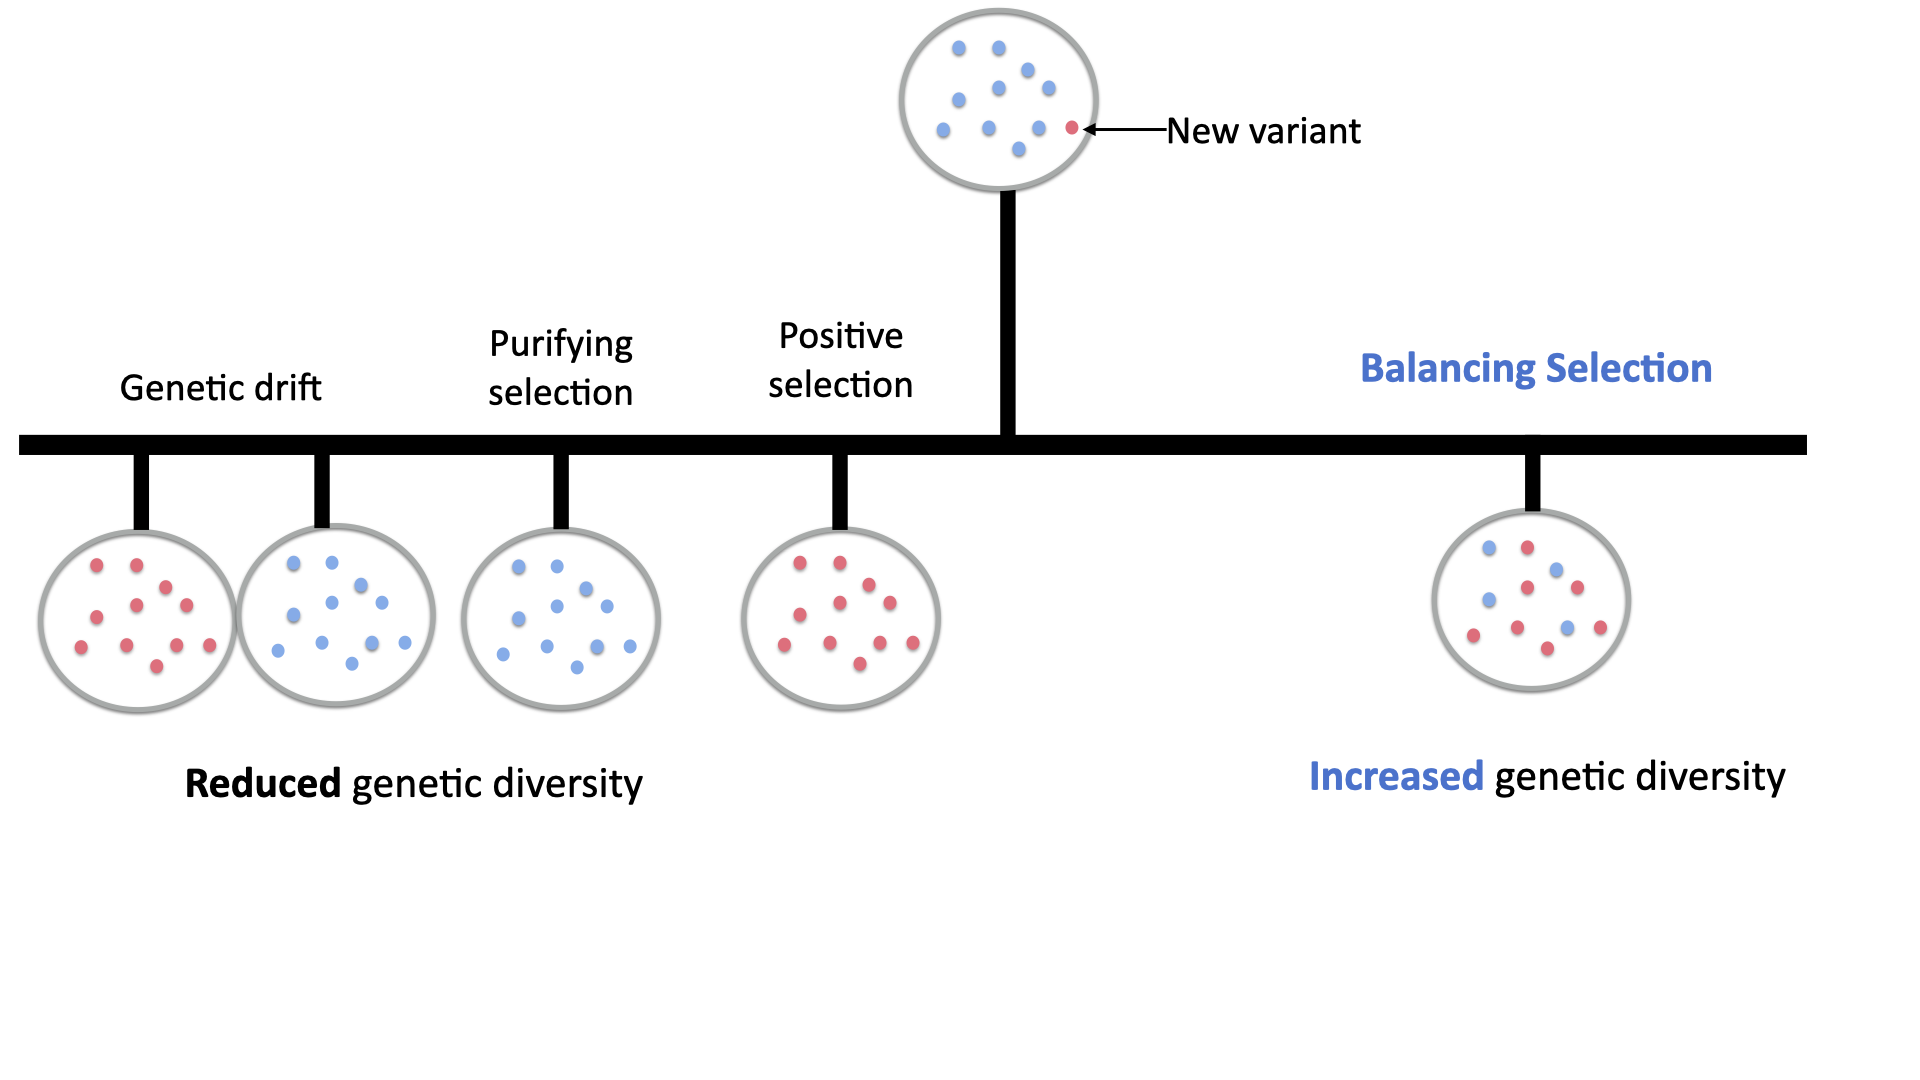 New variant
Genetic drift
Purifying
selection
Positive
selection
Balancing Selection
Reduced genetic diversity
Increased genetic diversity